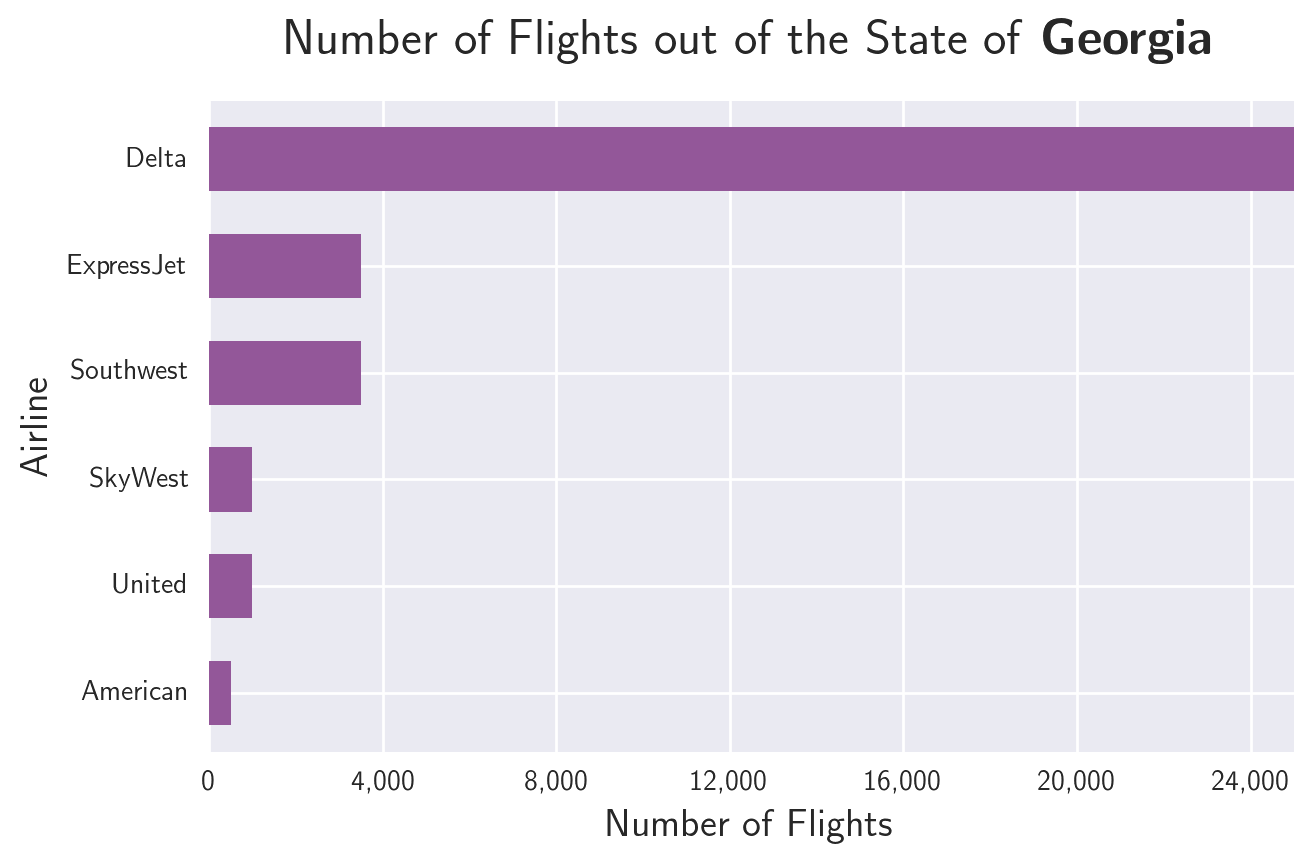 Number of Flights out of the State of Georgia
Delta
ExpressJet
Southwest
SkyWest
United
American
Airline
0 4,000 8,000 12,000 16,000 20,000 24,000
Number of Flights